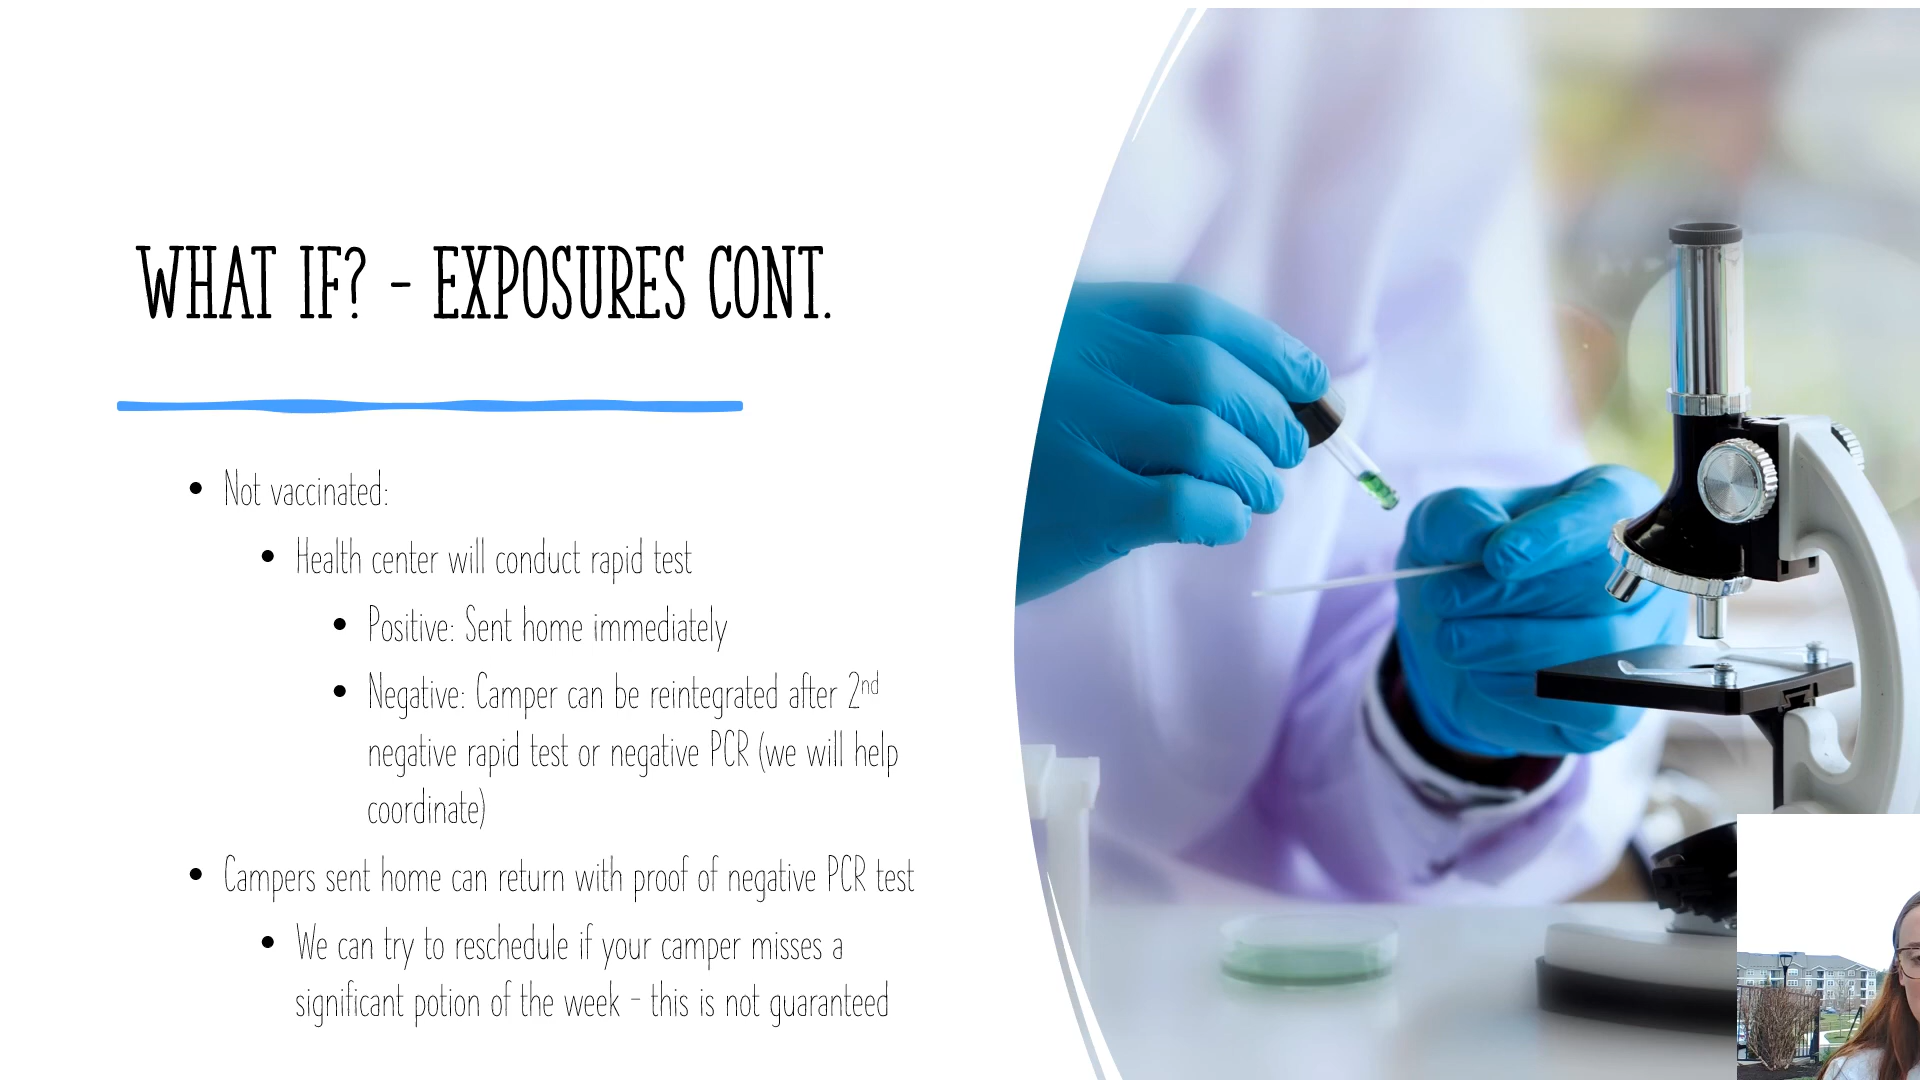 WHAT IF? - EXPOSURES CONT.
• Not vaccinated:
• Health center will conduct rapid test
• Positive: Sent home immediately
• Negative: Camper can be reintegrated after 2nd
negative rapid test or negative PCR (we will help
coordinate)
• Campers sent home can return with proof of negative PCR test
• We can try to reschedule if your camper misses a
significant potion of the week - this is not guaranteed